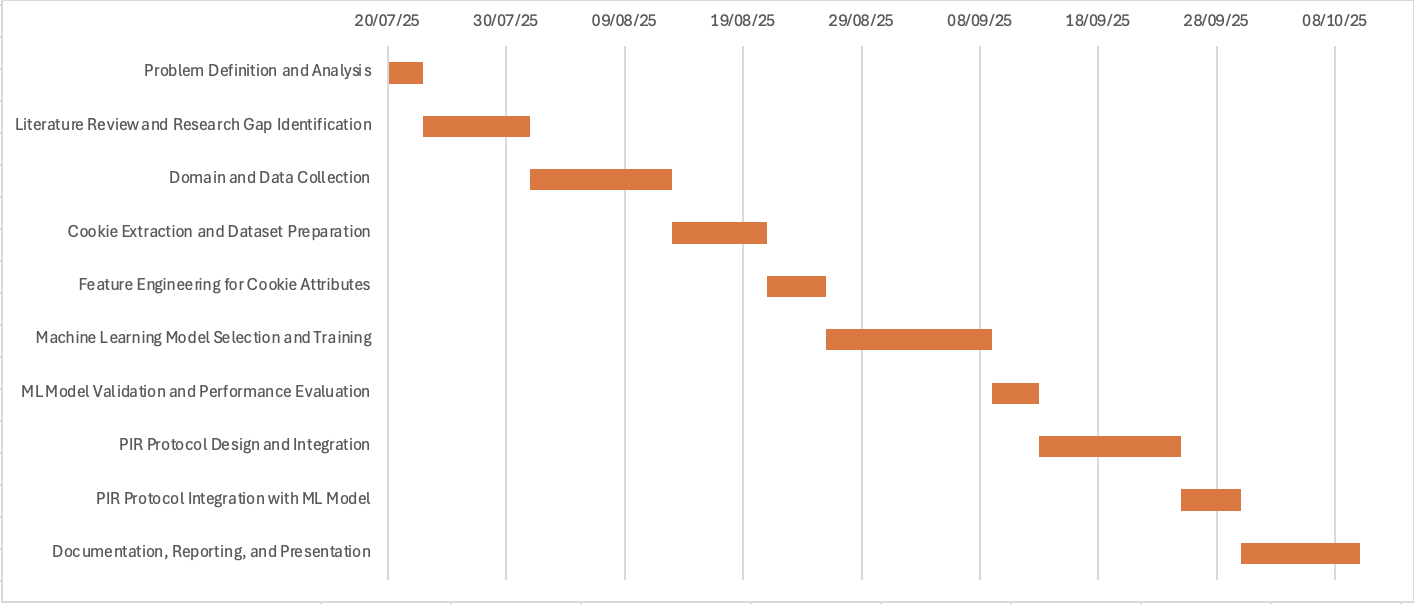 20/07/25 30/07/25 09/08/25 19/08/25 29/08/25 08/09/25 18/09/25 28/09/25 08/10/25
Problem Definition and Analysis
Literature Review and Research Gap Identification
Domain and Data Collection
Cookie Extraction and Dataset Preparation
Feature Engineering for Cookie Attributes
Machine Learning Model Selection and Training
ML Model Validation and Performance Evaluation
PIR Protocol Design and Integration
PIR Protocol Integration with ML Model
Documentation, Reporting, and Presentation